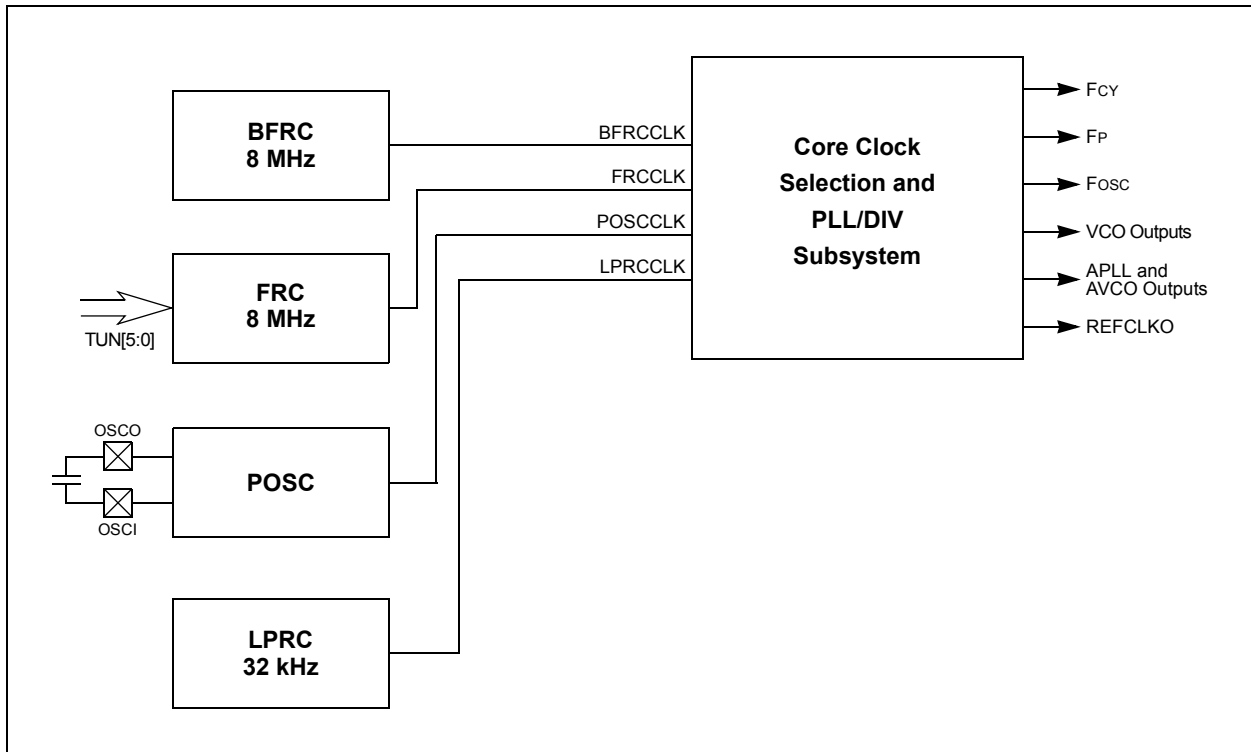 BFRC
8 MHz
BFRCCLK
FRCCLK
POSCCLK
LPRCCLK
Core Clock
Selection and
PLL/DIV
Subsystem
FCY
FP
FOSC
VCO Outputs
APLL and
AVCO Outputs
REFCLKO
FRC
8 MHz
TUN[5:0]
OSCO
POSC
OSCI
LPRC
32 kHz